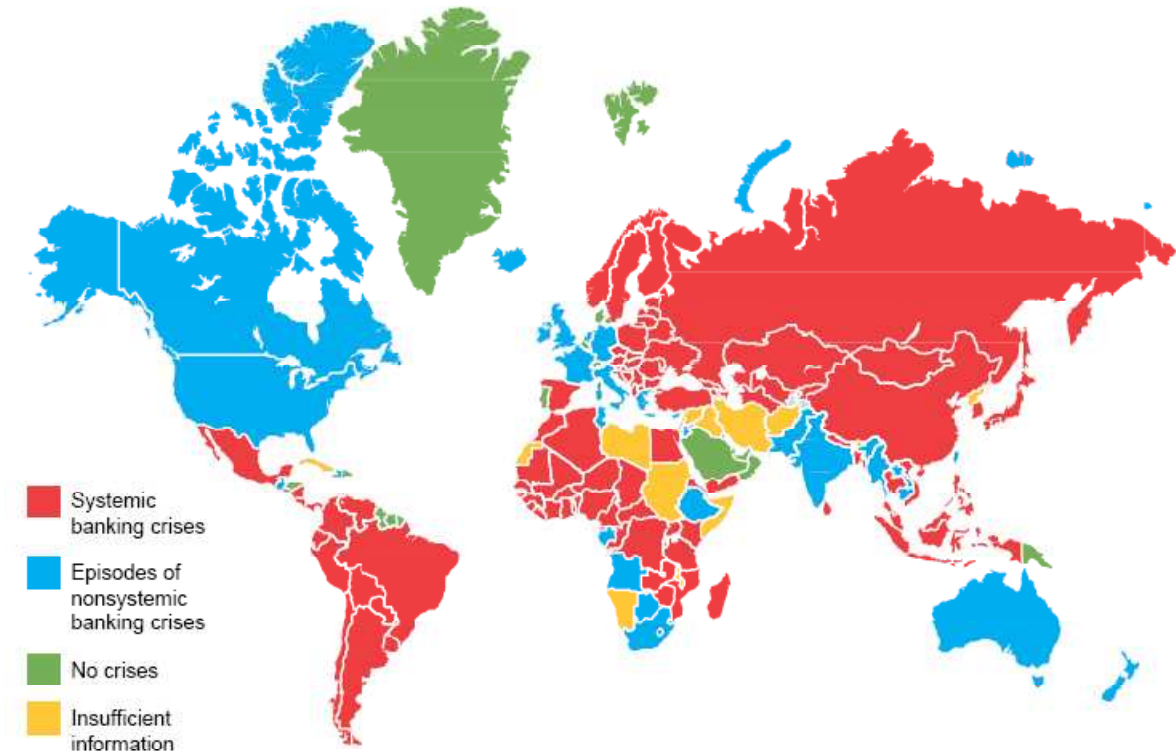 Systemic
banking crises
Episodes of
nonsystemic
banking crises
No crises
Insufficient
information